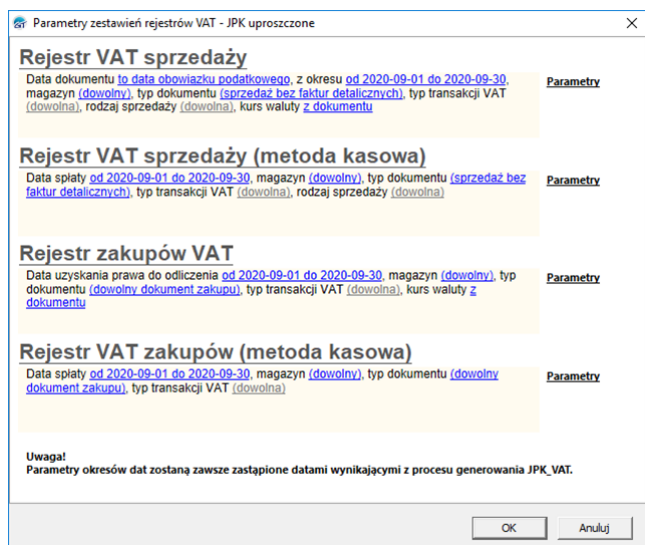 Parametry zestawień rejestrów VAT - JPK uproszczone
Rejestr VAT sprzedaży
Data dokumentu to data obowiazku podatkowego, z okresu od 2020-09-01 do 2020-09-30,
magazyn (dowolny), typ dokumentu (sprzedaż bez faktur detalicznych), typ transakcji VAT
(dowolna), rodzaj sprzedaży (dowolna), kurs waluty z dokumentu
Parametry
Rejestr VAT sprzedaży (metoda kasowa)
Data spłaty od 2020-09-01 do 2020-09-30, magazyn (dowolny), typ dokumentu (sprzedaż bez
faktur detalicznych), typ transakcji VAT (dowolna), rodzaj sprzedaży (dowolna)
Parametry
Rejestr zakupów VAT
Data uzyskania prawa do odliczenia od 2020-09-01 do 2020-09-30, magazyn (dowolny), typ
dokumentu (dowolny dokument zakupu), typ transakcji VAT (dowolna), kurs waluty z
dokumentu
Parametry
Rejestr VAT zakupów (metoda kasowa)
Data spłaty od 2020-09-01 do 2020-09-30, magazyn (dowolny), typ dokumentu (dowolny
dokument zakupu), typ transakcji VAT (dowolna)
Parametry
Uwaga!
Parametry okresów dat zostaną zawsze zastąpione datami wynikającymi z procesu generowania JPK_VAT.
OK
Anuluj